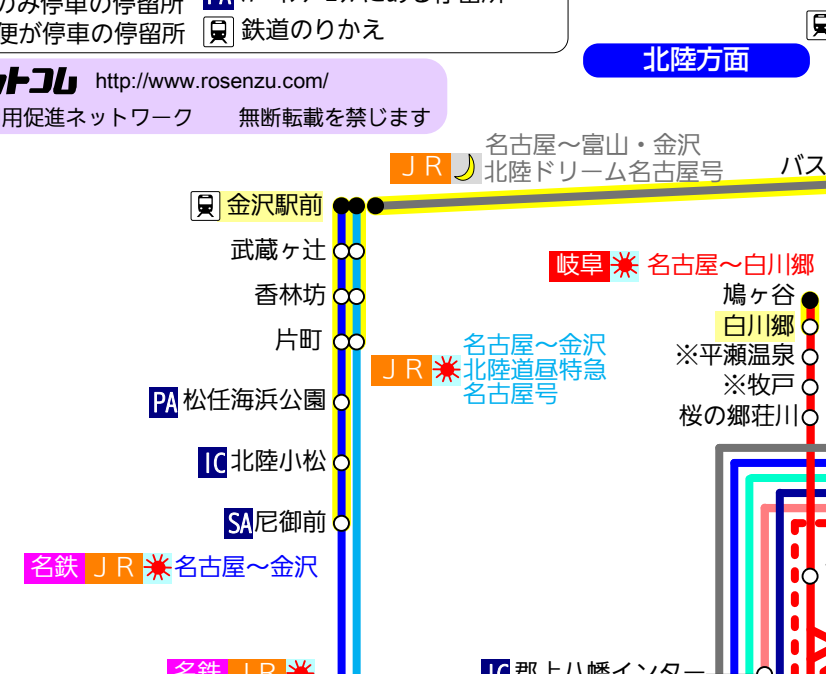 のみ停車の停留所
便が停車の停留所 鉄道のりかえ
北陸方面
ットコム http://www.rosenzu.com/
用促進ネットワーク 無断転載を禁じます
ＪＲ 名古屋～富山・金沢
北陸ドリーム名古屋号
バス
金沢駅前
武蔵ヶ辻
香林坊
片町
岐阜 名古屋～白川郷
鳩ヶ谷
白川郷
※平瀬温泉
※牧戸
桜の郷荘川
ＪＲ 名古屋～金沢
北陸道昼特急
名古屋号
PA 松任海浜公園
IC 北陸小松
SA 尼御前
名鉄 ＪＲ 名古屋～金沢
名鉄 ＪＲ
IC 郡上八幡インター